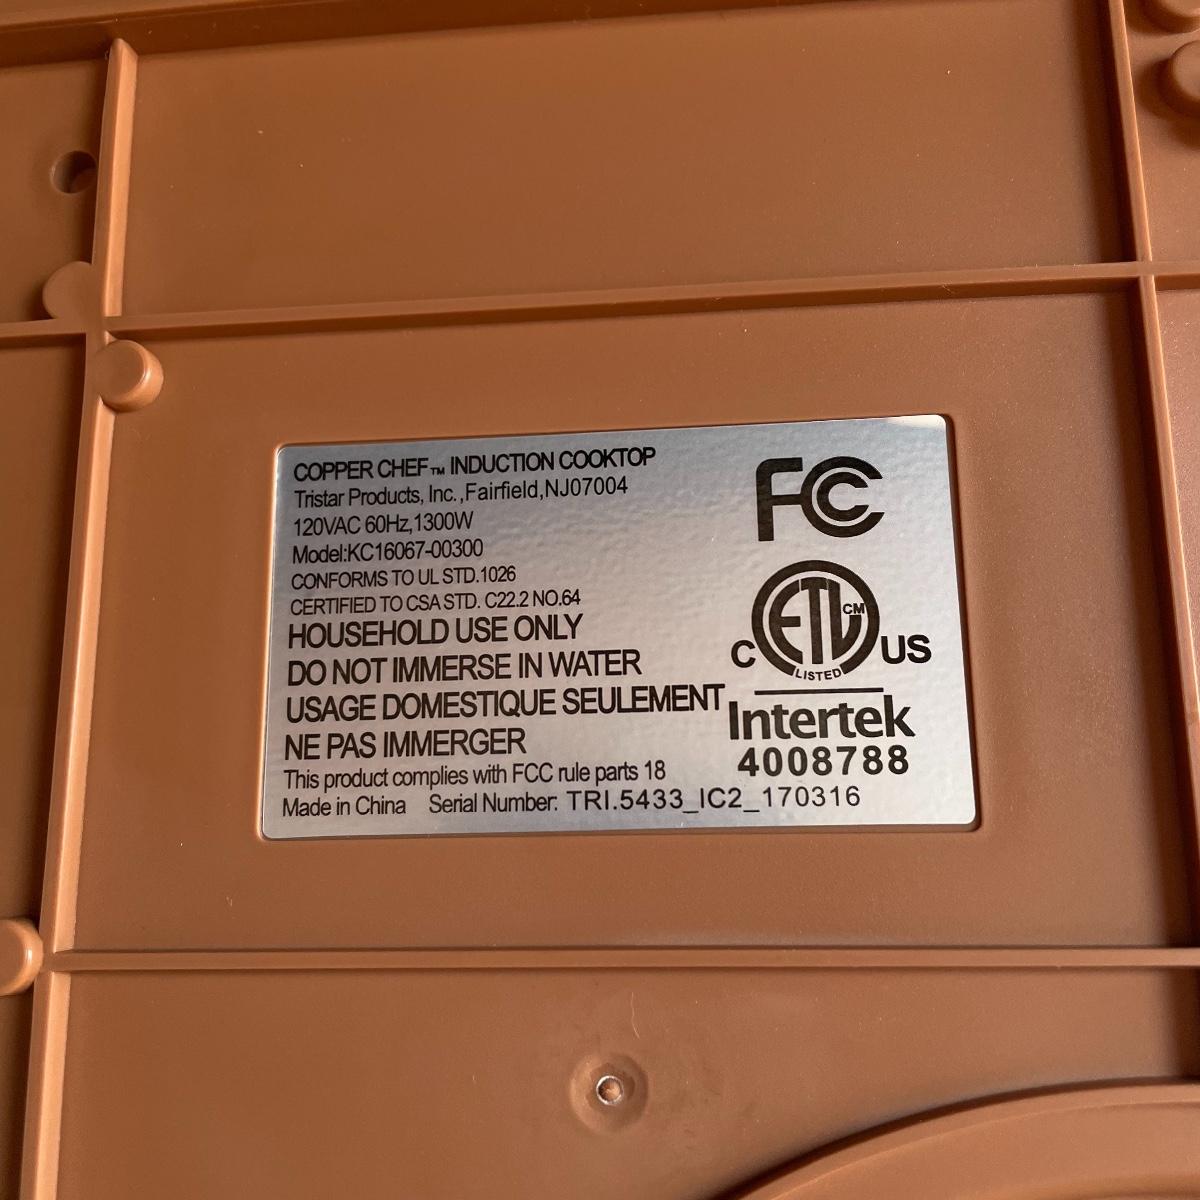 COPPER CHEF™ INDUCTION COOKTOP
Tristar Products, Inc.,Fairfield,NJ07004
120VAC 60Hz,1300W
Model:KC16067-00300
CONFORMS TO UL STD.1026
CERTIFIED TO CSA STD. C22.2 NO.64
HOUSEHOLD USE ONLY
DO NOT IMMERSE IN WATER
USAGE DOMESTIQUE SEULEMENT
NE PAS IMMERGER
This product complies with FCC rule parts 18
Made in China Serial Number: TRI.5433_IC2_170316
FC
ETL CM
C US
LISTED
Intertek
4008788